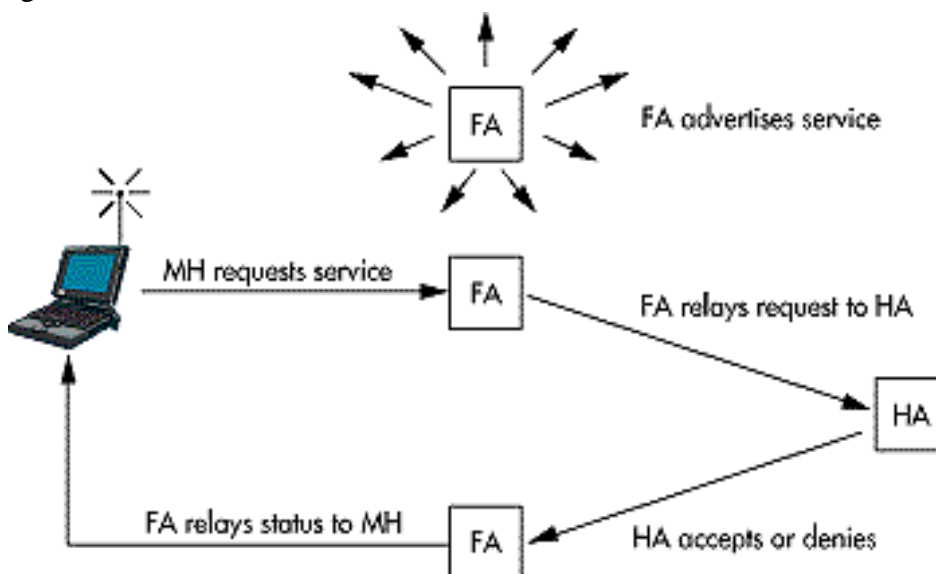 FA
FA advertises service
MH requests service
FA
FA relays request to HA
HA
FA relays status to MH
FA
HA accepts or denies